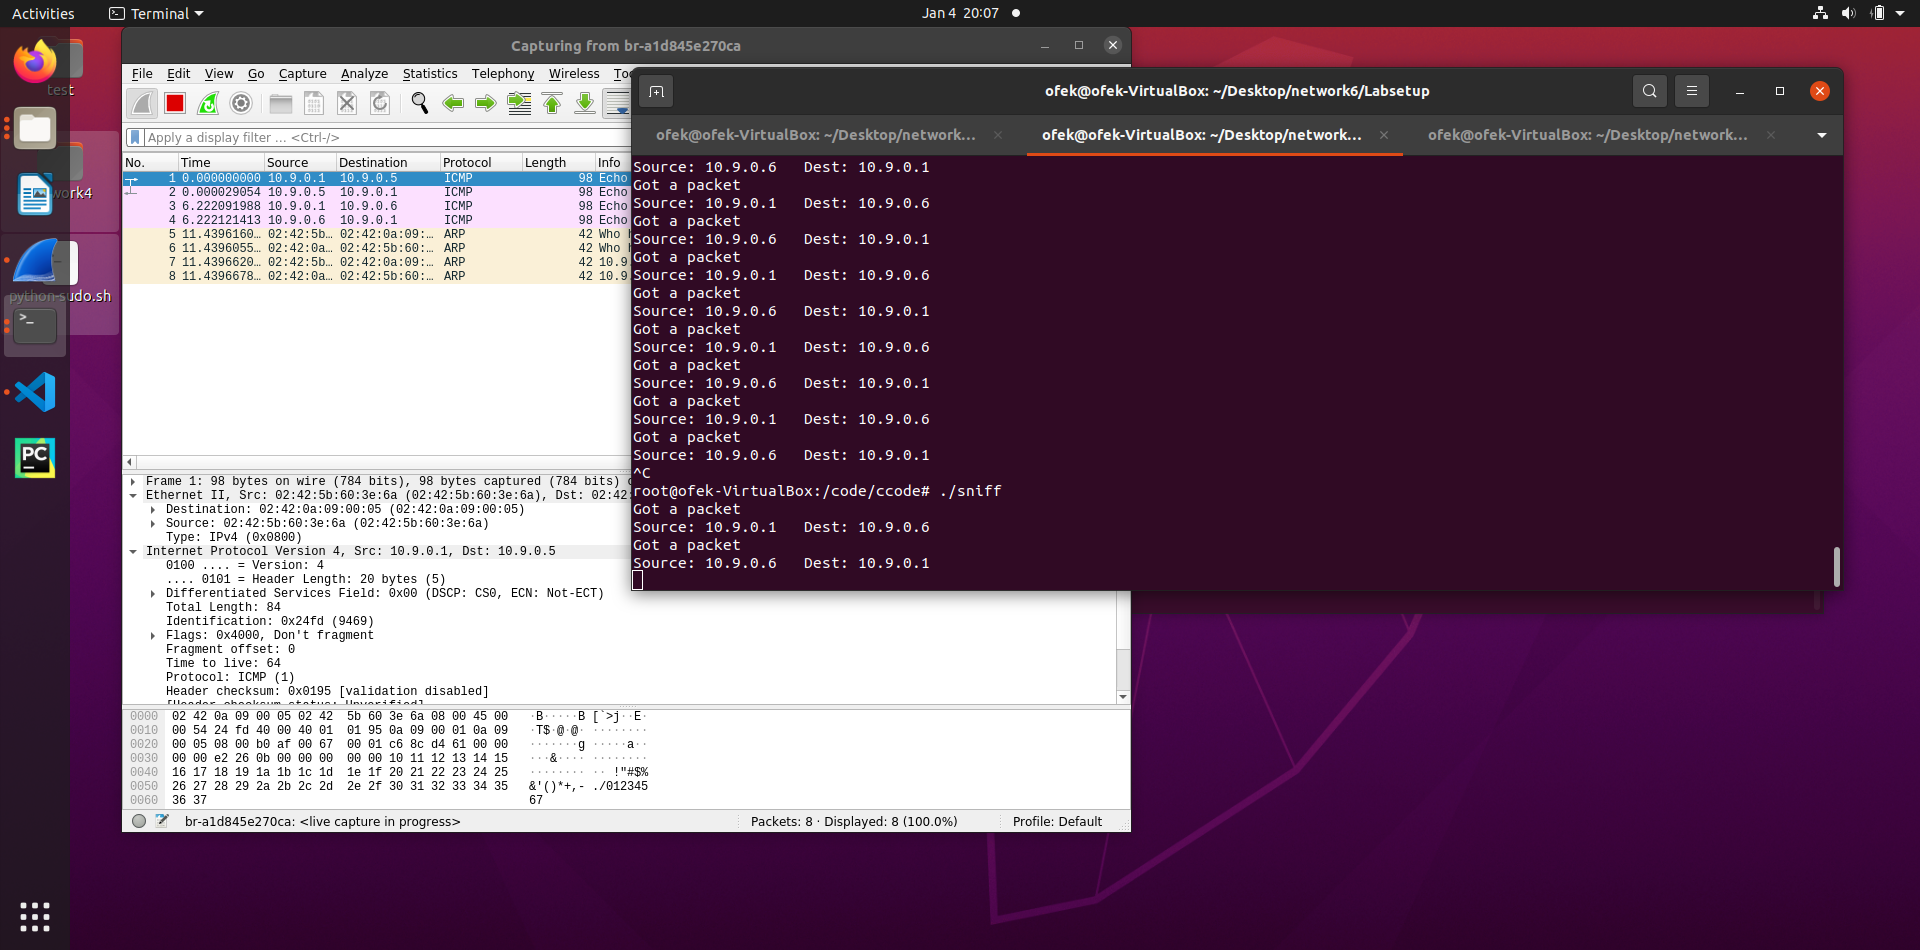 Activities Terminal Jan 4 20:07
test
work4
python-sudo.sh
Capturing from br-a1d845e270ca
File Edit View Go Capture Analyze Statistics Telephony Wireless
Apply a display filter … <Ctrl-/>
No. Time Source Destination Protocol Length Info
1 0.000000000 10.9.0.1 10.9.0.5 ICMP 98 Echo
2 0.000029054 10.9.0.5 10.9.0.1 ICMP 98 Echo
3 6.222091988 10.9.0.1 10.9.0.6 ICMP 98 Echo
4 6.222121413 10.9.0.6 10.9.0.1 ICMP 98 Echo
5 11.4396160… 02:42:5b… 02:42:0a:09:… ARP 42 Who
6 11.4396055… 02:42:0a… 02:42:5b:60:… ARP 42 Who
7 11.4396620… 02:42:5b… 02:42:0a:09:… ARP 42 10.9
8 11.4396678… 02:42:0a… 02:42:5b:60:… ARP 42 10.9
Frame 1: 98 bytes on wire (784 bits), 98 bytes captured (784 bits)
Ethernet II, Src: 02:42:5b:60:3e:6a (02:42:5b:60:3e:6a), Dst: 02:42:
Destination: 02:42:0a:09:00:05 (02:42:0a:09:00:05)
Source: 02:42:5b:60:3e:6a (02:42:5b:60:3e:6a)
Type: IPv4 (0x0800)
Internet Protocol Version 4, Src: 10.9.0.1, Dst: 10.9.0.5
0100 .... = Version: 4
.... 0101 = Header Length: 20 bytes (5)
Differentiated Services Field: 0x00 (DSCP: CS0, ECN: Not-ECT)
Total Length: 84
Identification: 0x24fd (9469)
Flags: 0x4000, Don't fragment
Fragment offset: 0
Time to live: 64
Protocol: ICMP (1)
Header checksum: 0x0195 [validation disabled]
[Header checksum status: Unverified]
0000 02 42 0a 09 00 05 02 42 5b 60 3e 6a 08 00 45 00 ·B·····B [`>j··E·
0010 00 54 24 fd 40 00 40 01 01 95 0a 09 00 01 0a 09 ·T$·@·@· ········
0020 00 05 08 00 b0 af 00 67 00 01 c6 8c d4 61 00 00 ·······g ·····a··
0030 00 00 e2 26 0b 00 00 00 00 00 10 11 12 13 14 15 ···&···· ········
0040 16 17 18 19 1a 1b 1c 1d 1e 1f 20 21 22 23 24 25 ········ ·· !"#$%
0050 26 27 28 29 2a 2b 2c 2d 2e 2f 30 31 32 33 34 35 &'()*+,- ./012345
0060 36 37 67
br-a1d845e270ca: <live capture in progress> Packets: 8 · Displayed: 8 (100.0%) Profile: Default
ofek@ofek-VirtualBox: ~/Desktop/network6/Labsetup
ofek@ofek-VirtualBox: ~/Desktop/network… ofek@ofek-VirtualBox: ~/Desktop/network… ofek@ofek-VirtualBox: ~/Desktop/network…
Source: 10.9.0.6 Dest: 10.9.0.1
Got a packet
Source: 10.9.0.1 Dest: 10.9.0.6
Got a packet
Source: 10.9.0.6 Dest: 10.9.0.1
Got a packet
Source: 10.9.0.1 Dest: 10.9.0.6
Got a packet
Source: 10.9.0.6 Dest: 10.9.0.1
Got a packet
Source: 10.9.0.1 Dest: 10.9.0.6
Got a packet
Source: 10.9.0.6 Dest: 10.9.0.1
Got a packet
Source: 10.9.0.1 Dest: 10.9.0.6
Got a packet
Source: 10.9.0.6 Dest: 10.9.0.1
^C
root@ofek-VirtualBox:/code/ccode# ./sniff
Got a packet
Source: 10.9.0.1 Dest: 10.9.0.6
Got a packet
Source: 10.9.0.6 Dest: 10.9.0.1
>_
PC